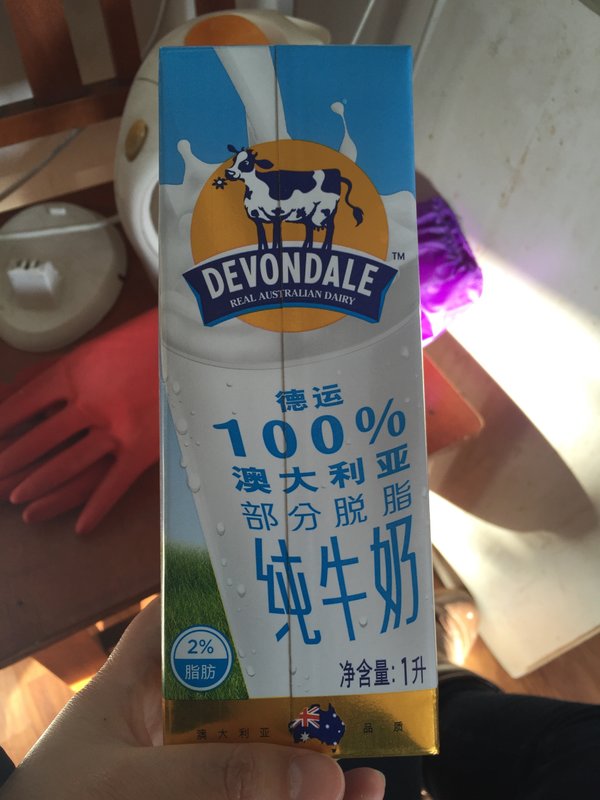 DEVONDALE
™
REAL AUSTRALIAN DAIRY
德运
100%
澳大利亚
部分脱脂
纯牛奶
2%
脂肪
净含量:1升
澳大利亚 品质